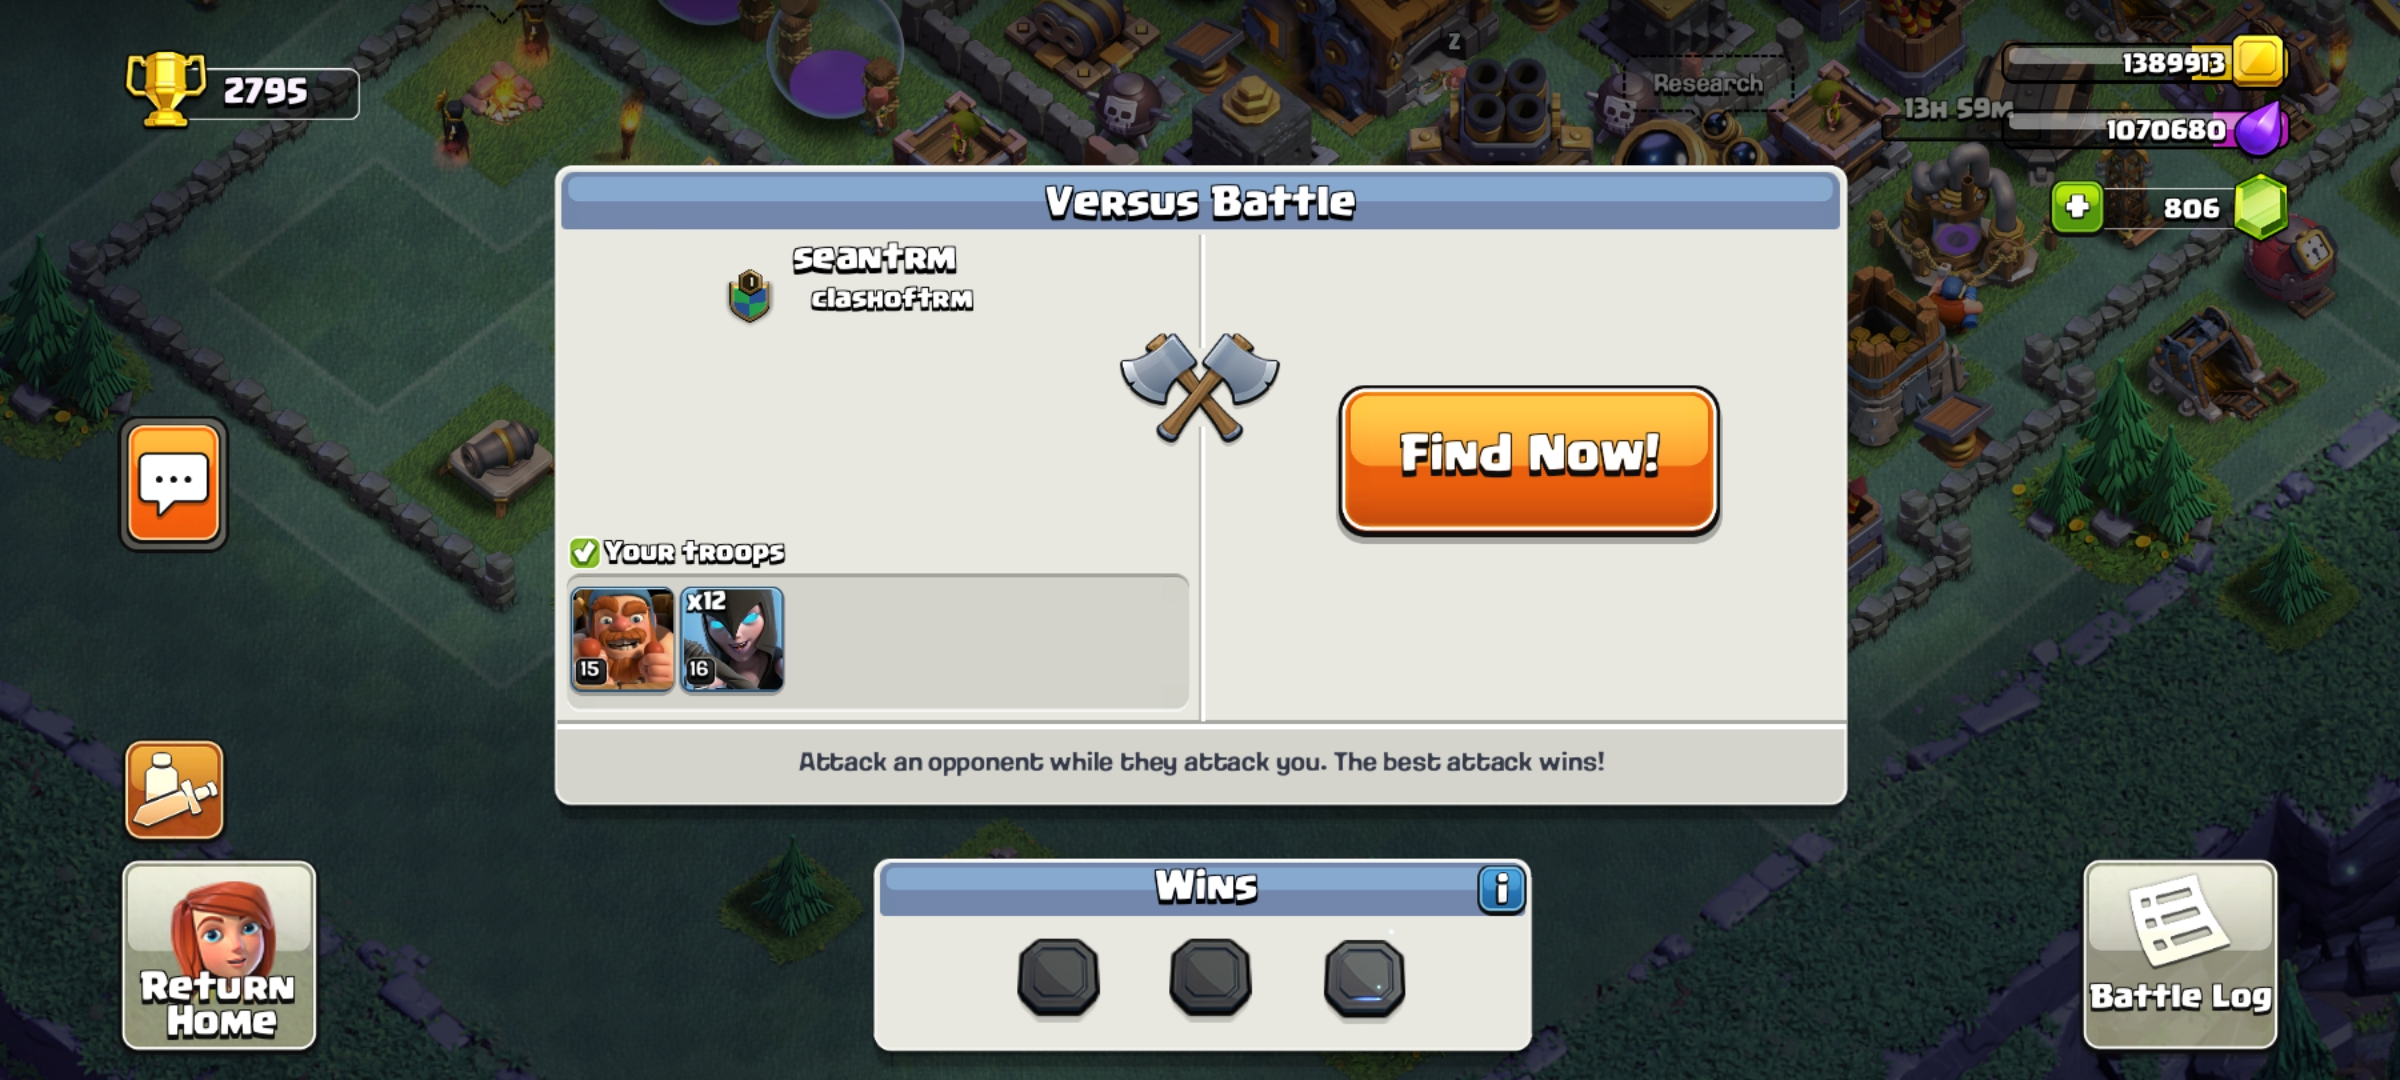 2795
1389913
Research
13H 59M
1070680
806
Versus Battle
seantrm
clashoftrm
Find Now!
Your troops
15
x12
16
Attack an opponent while they attack you. The best attack wins!
Wins
Return
Home
Battle Log